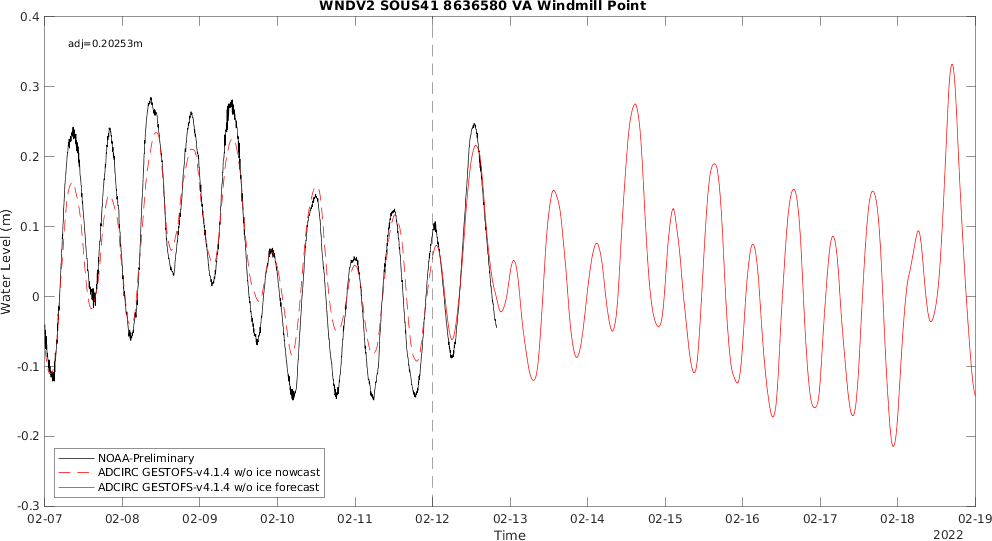 WNDV2 SOUS41 8636580 VA Windmill Point
adj=0.20253m
Water Level (m)
0.4
0.3
0.2
0.1
0
-0.1
-0.2
-0.3
NOAA-Preliminary
ADCIRC GESTOFS-v4.1.4 w/o ice nowcast
ADCIRC GESTOFS-v4.1.4 w/o ice forecast
02-07 02-08 02-09 02-10 02-11 02-12 02-13 02-14 02-15 02-16 02-17 02-18 02-19
Time
2022